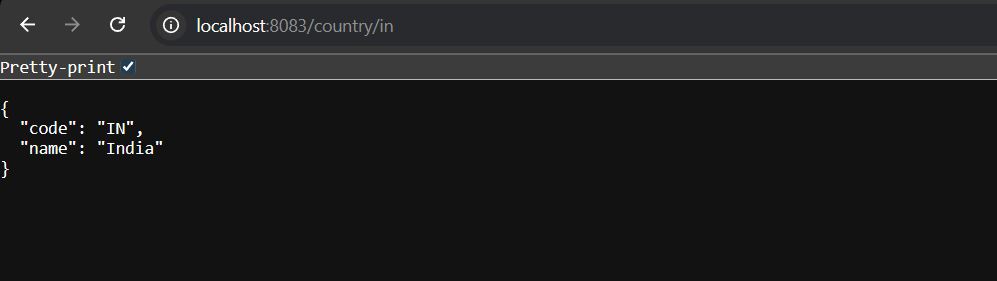 localhost:8083/country/in
Pretty-print
{
  "code": "IN",
  "name": "India"
}